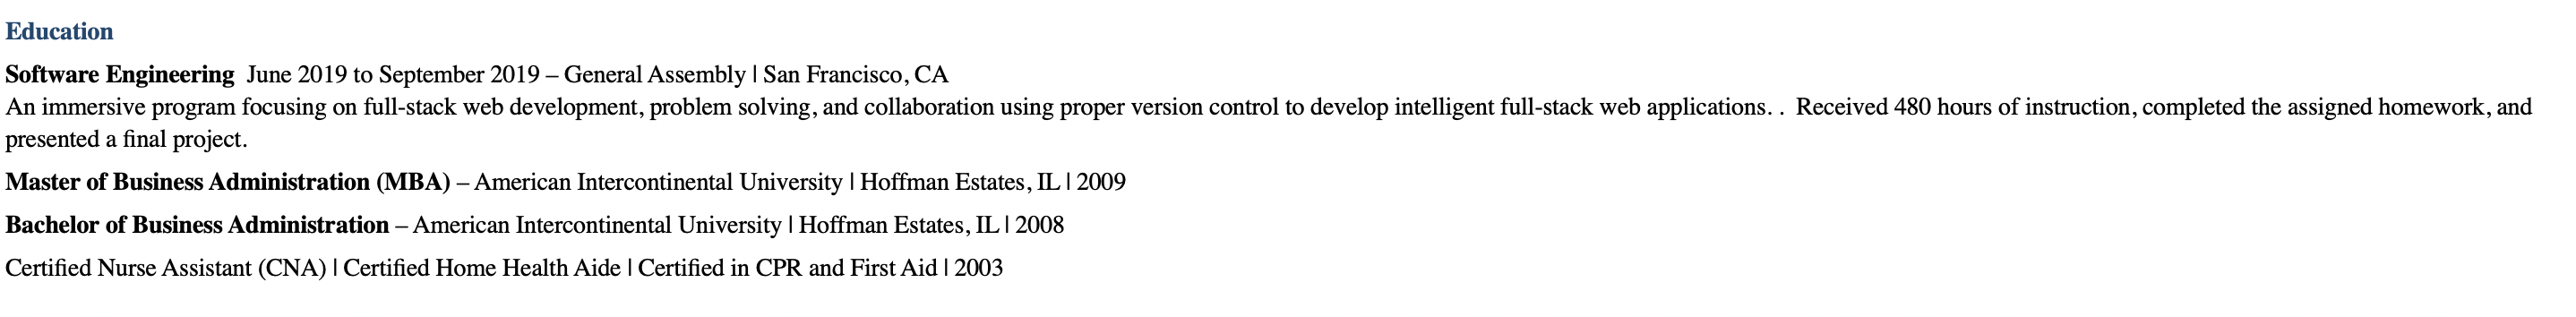 Education
Software Engineering  June 2019 to September 2019 – General Assembly | San Francisco, CA
An immersive program focusing on full-stack web development, problem solving, and collaboration using proper version control to develop intelligent full-stack web applications. .  Received 480 hours of instruction, completed the assigned homework, and
presented a final project.
Master of Business Administration (MBA) – American Intercontinental University | Hoffman Estates, IL | 2009
Bachelor of Business Administration – American Intercontinental University | Hoffman Estates, IL | 2008
Certified Nurse Assistant (CNA) | Certified Home Health Aide | Certified in CPR and First Aid | 2003